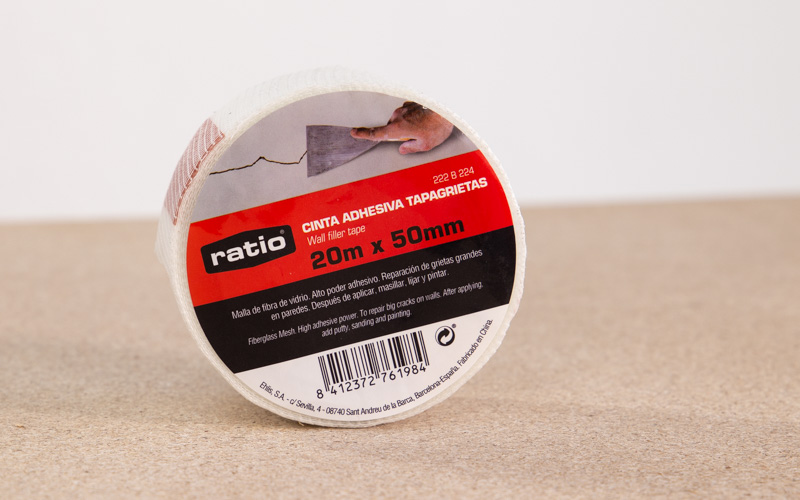 222 B 224
CINTA ADHESIVA TAPAGRIETAS
ratio®
Wall filler tape
20m x 50mm
Malla de fibra de vidrio. Alto poder adhesivo. Reparación de grietas grandes
en paredes. Después de aplicar, masillar, lijar y pintar.
Fiberglass Mesh. High adhesive power. To repair big cracks on walls. After applying,
add putty, sanding and painting.
8 412372 761984
Ehlis, S.A. - c/ Sevilla, 4 - 08740 Sant Andreu de la Barca, Barcelona-España. Fabricado en China.